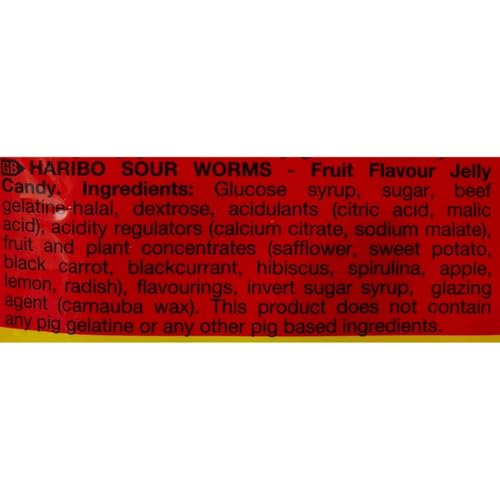 GB HARIBO SOUR WORMS - Fruit Flavour Jelly
Candy. Ingredients: Glucose syrup, sugar, beef
gelatine-halal, dextrose, acidulants (citric acid, malic
acid), acidity regulators (calcium citrate, sodium malate),
fruit and plant concentrates (safflower, sweet potato,
black carrot, blackcurrant, hibiscus, spirulina, apple,
lemon, radish), flavourings, invert sugar syrup, glazing
agent (carnauba wax). This product does not contain
any pig gelatine or any other pig based ingredients.